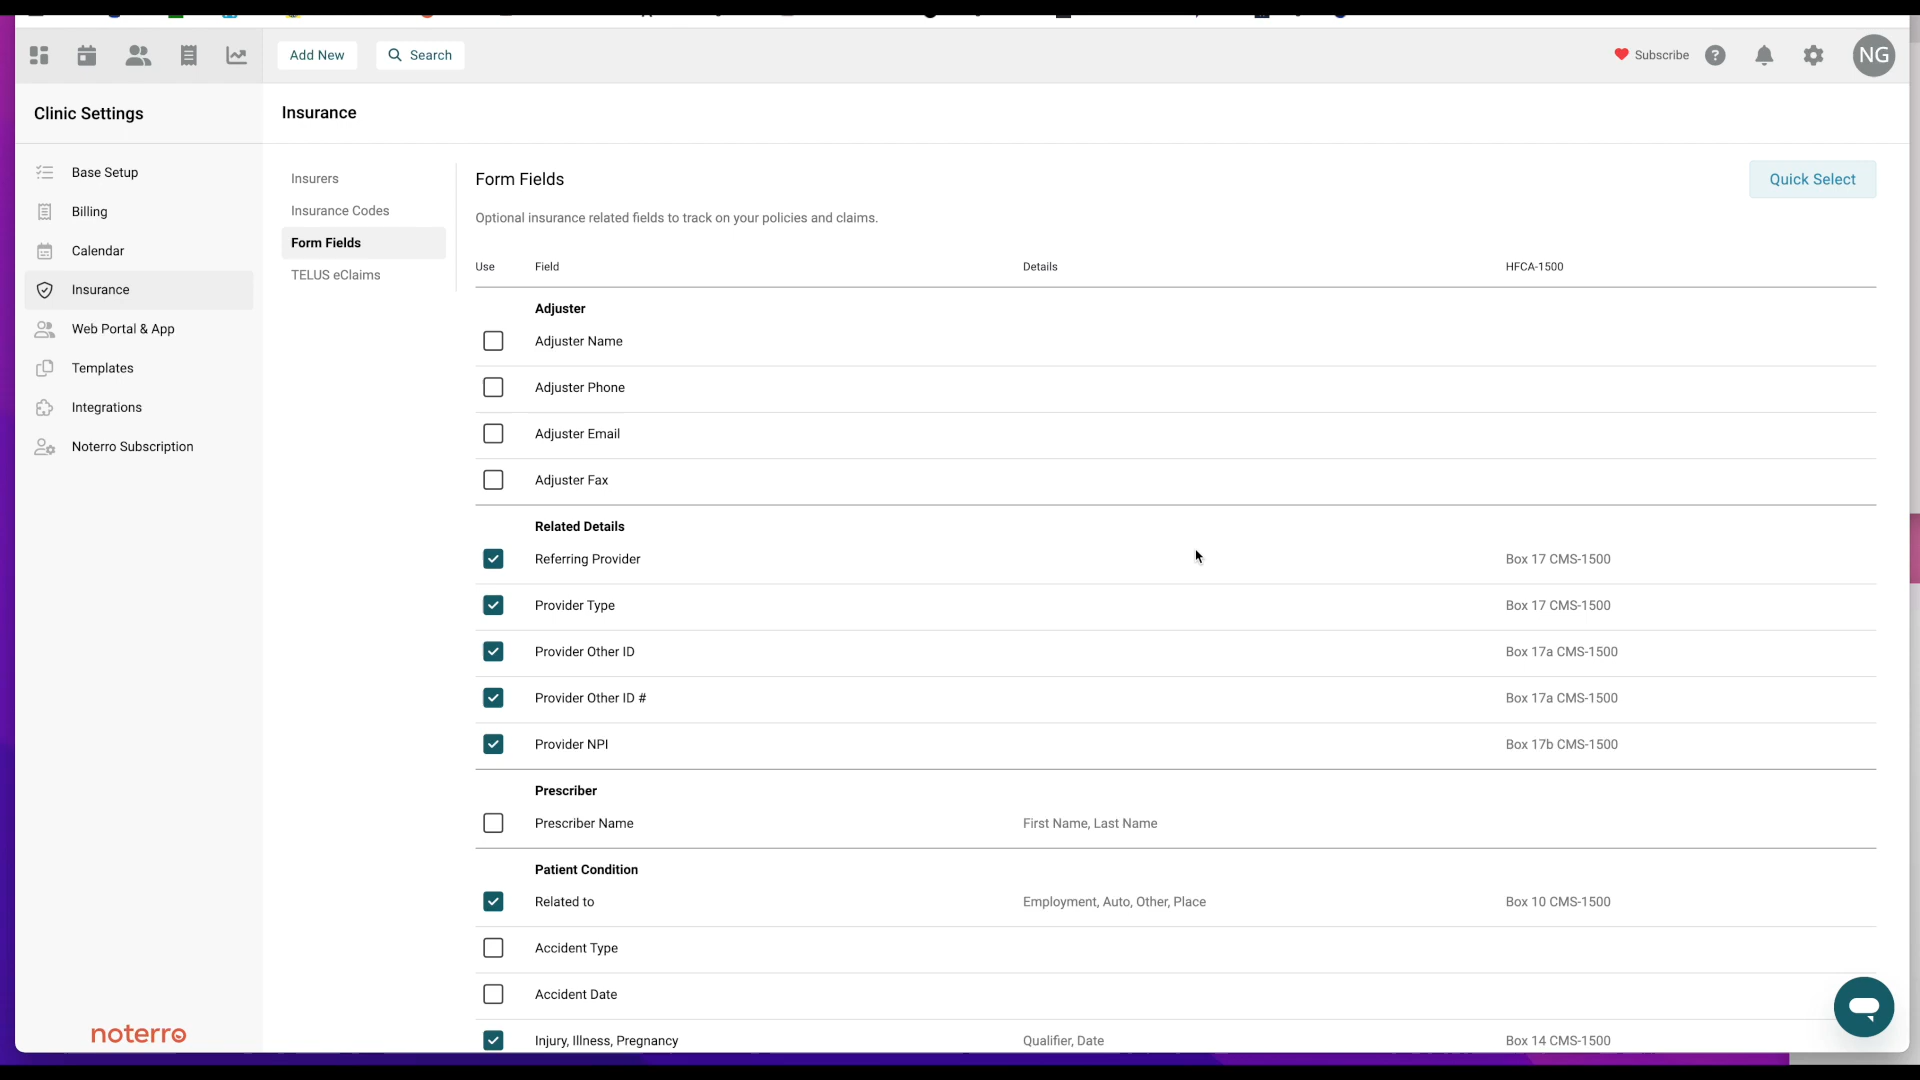 Add New
Search
Subscribe
?
NG
Clinic Settings
Insurance
Base Setup
Billing
Calendar
Insurance
Web Portal & App
Templates
Integrations
Noterro Subscription
noterro
Insurers
Insurance Codes
Form Fields
TELUS eClaims
Form Fields
Quick Select
Optional insurance related fields to track on your policies and claims.
Use Field Details HFCA-1500
Adjuster
Adjuster Name
Adjuster Phone
Adjuster Email
Adjuster Fax
Related Details
Referring Provider Box 17 CMS-1500
Provider Type Box 17 CMS-1500
Provider Other ID Box 17a CMS-1500
Provider Other ID # Box 17a CMS-1500
Provider NPI Box 17b CMS-1500
Prescriber
Prescriber Name First Name, Last Name
Patient Condition
Related to Employment, Auto, Other, Place Box 10 CMS-1500
Accident Type
Accident Date
Injury, Illness, Pregnancy Qualifier, Date Box 14 CMS-1500